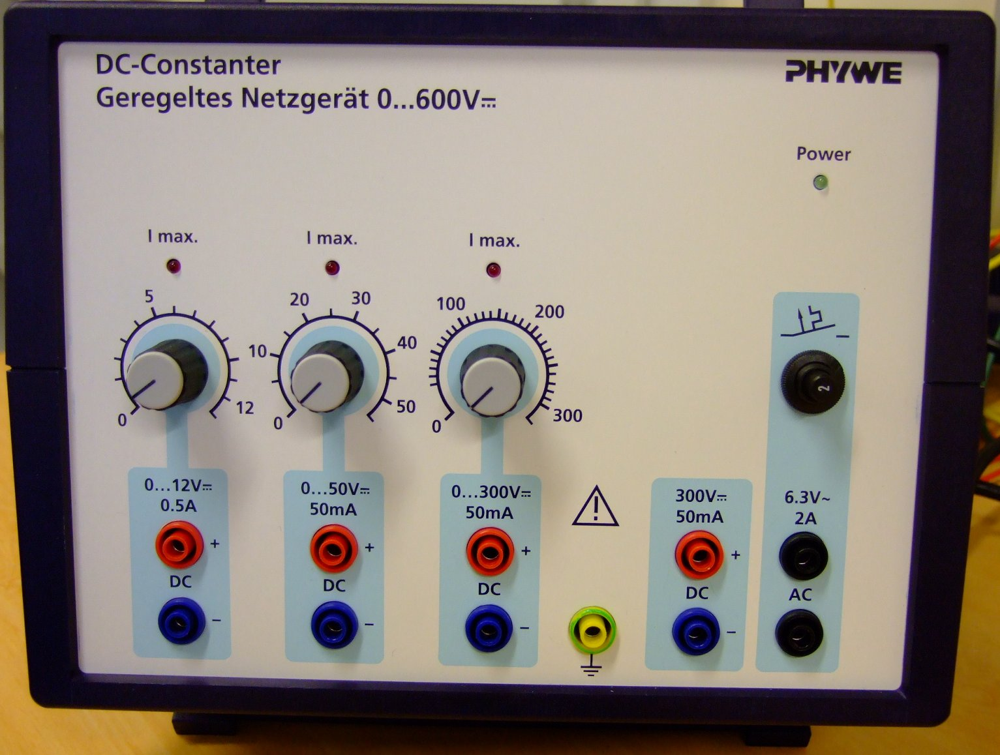 DC-Constanter
Geregeltes Netzgerät 0...600V⎓
PHYWE
Power
I max.
I max.
I max.
0
5
12
0
10
20
30
40
50
0
100
200
300
2
0...12V⎓
0.5A
+
DC
−
0...50V⎓
50mA
+
DC
−
0...300V⎓
50mA
+
DC
−
300V⎓
50mA
+
DC
−
6.3V~
2A
AC